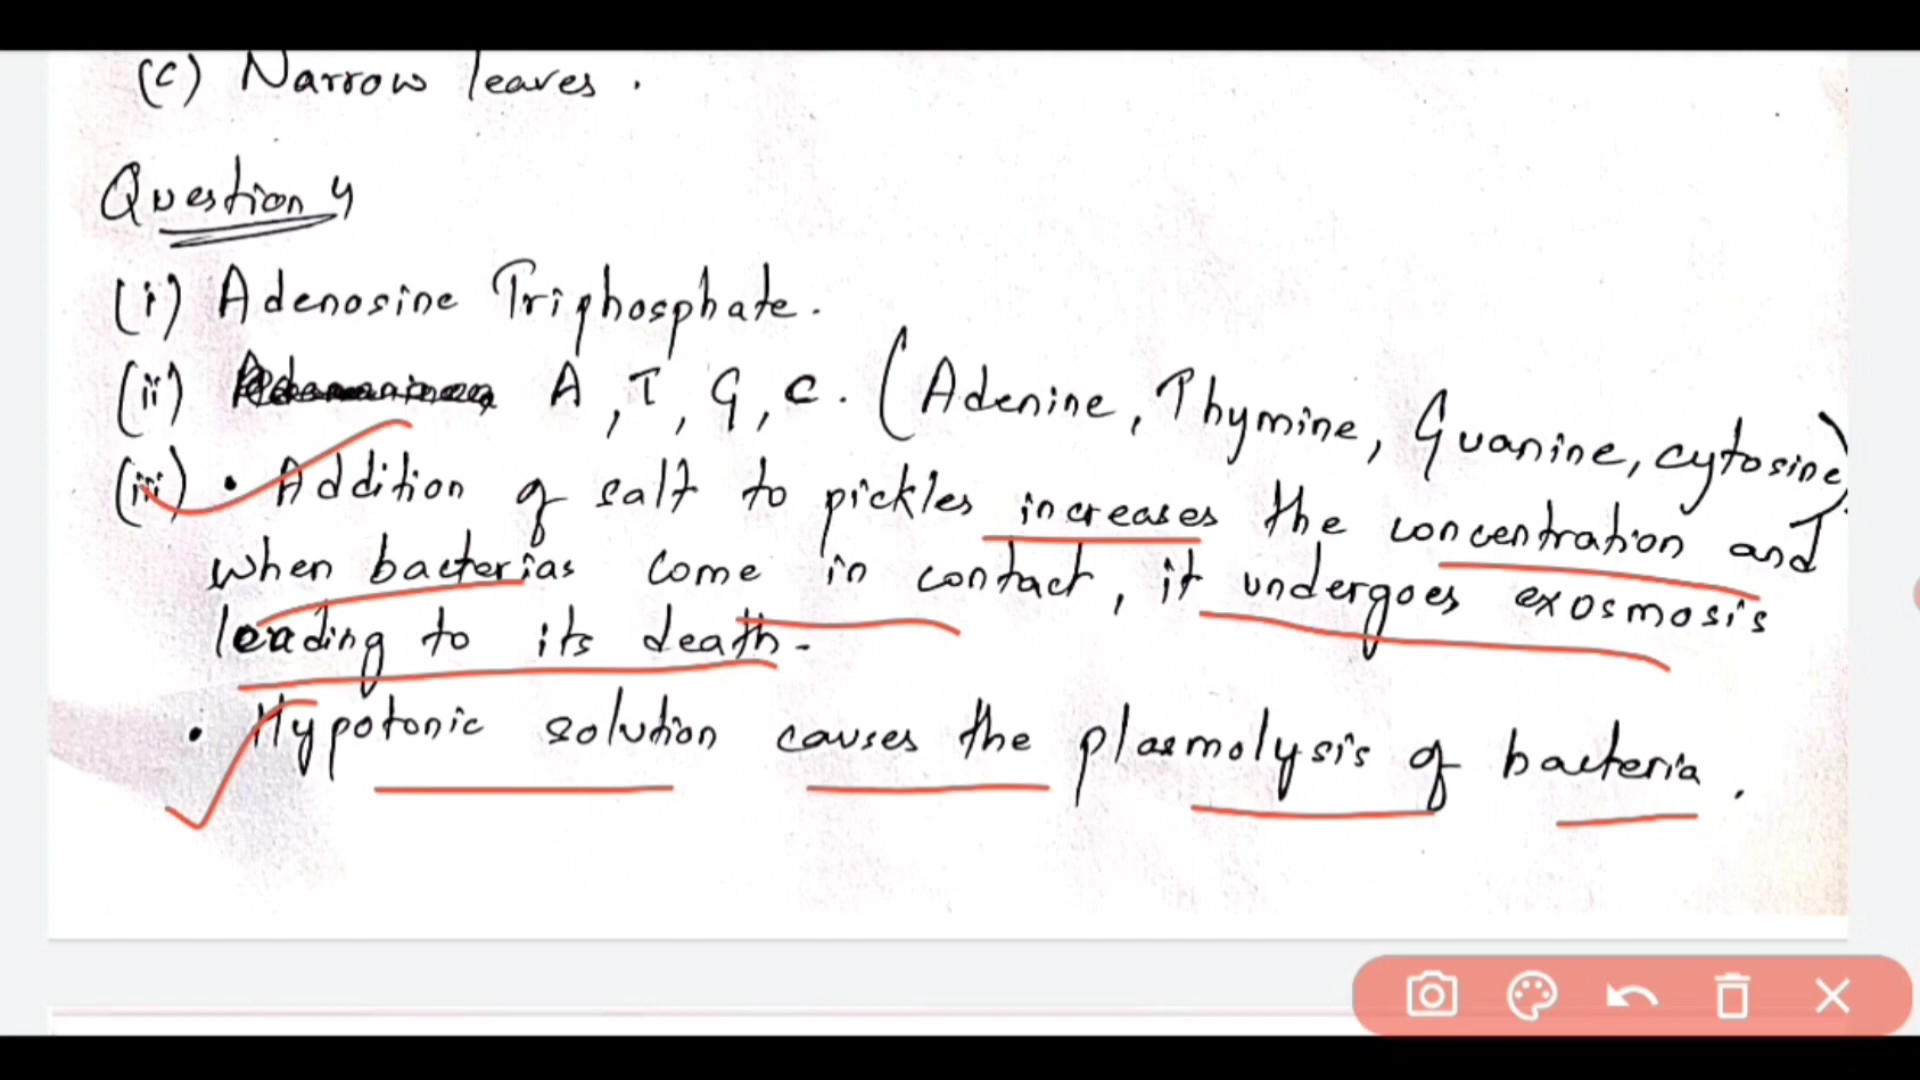 (c) Narrow leaves.
Question 4
(i) Adenosine Triphosphate.
(ii) A, T, G, C. (Adenine, Thymine, Guanine, cytosine)
(iii) • Addition of salt to pickles increases the concentration and
when bacterias come in contact, it undergoes exosmosis
leading to its death.
• Hypotonic solution causes the plasmolysis of bacteria.